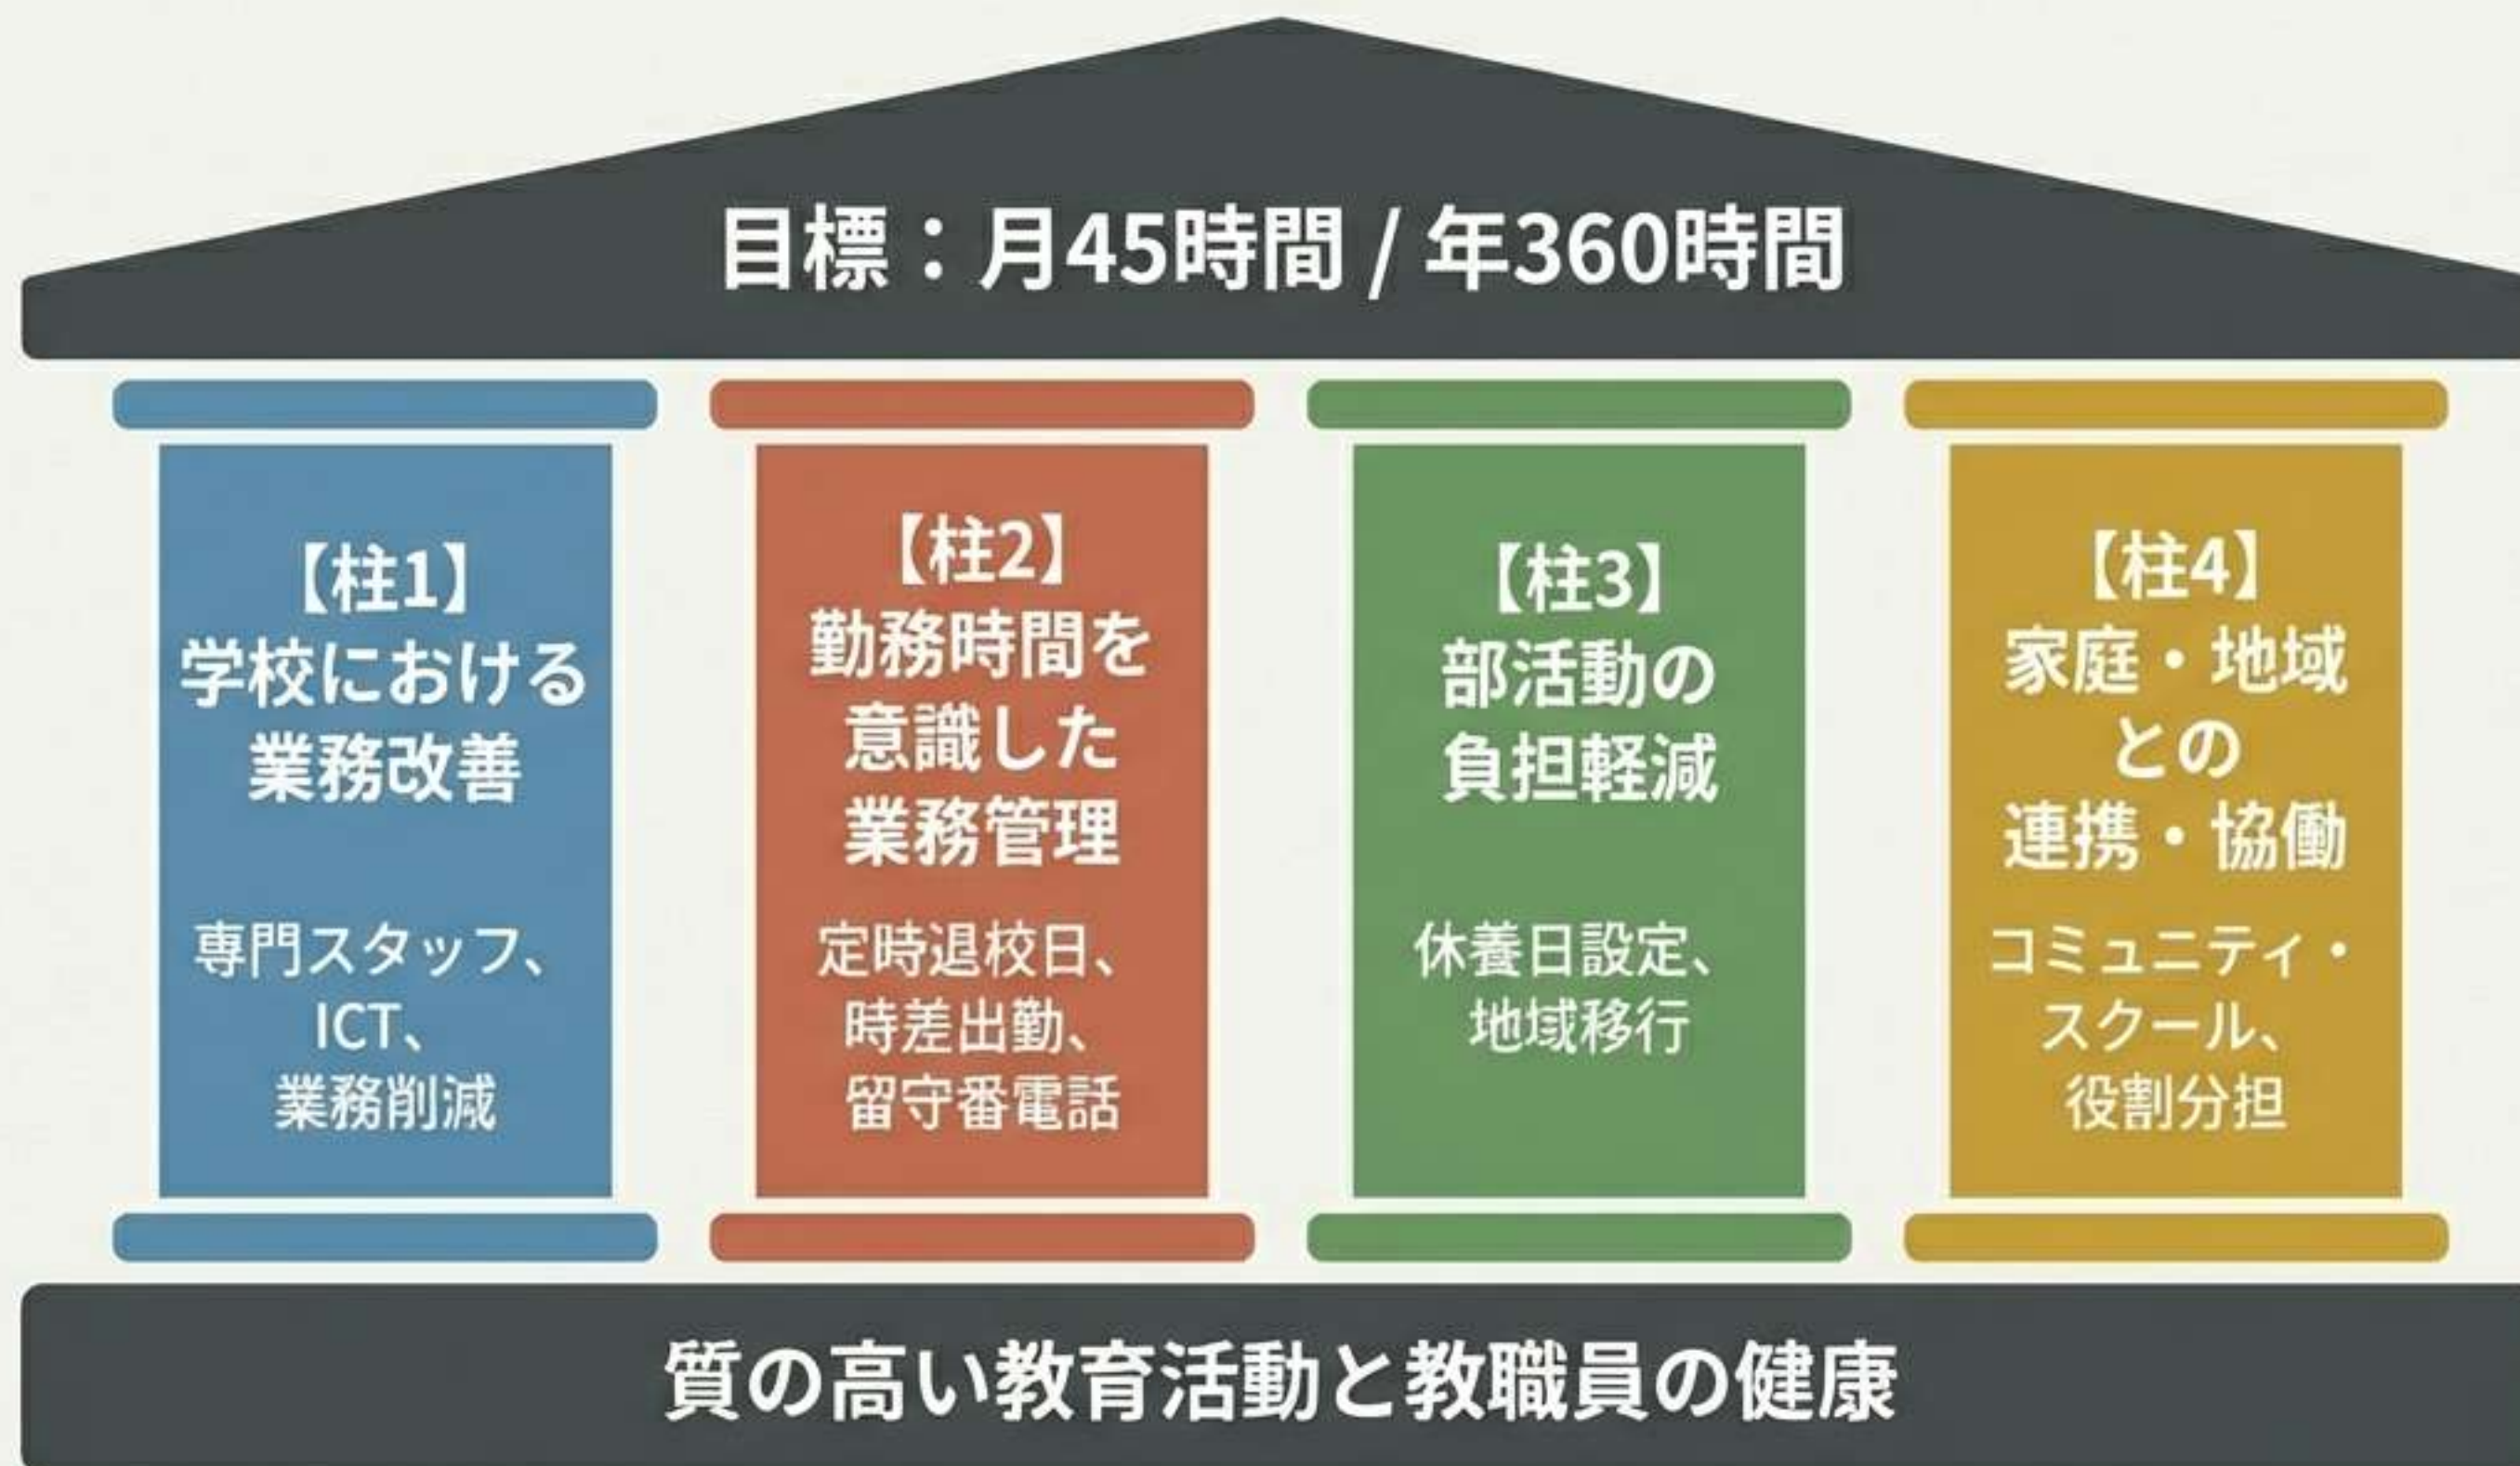 目標：月45時間 / 年360時間
【柱1】
学校における
業務改善
専門スタッフ、
ICT、
業務削減
【柱2】
勤務時間を
意識した
業務管理
定時退校日、
時差出勤、
留守番電話
【柱3】
部活動の
負担軽減
休養日設定、
地域移行
【柱4】
家庭・地域
との
連携・協働
コミュニティ・
スクール、
役割分担
質の高い教育活動と教職員の健康